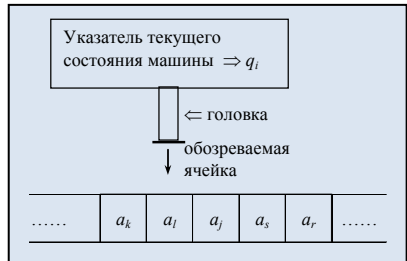 Указатель текущего
состояния машины ⇒ qᵢ
⇐ головка
обозреваемая
ячейка
...... aₖ aₗ aⱼ aₛ aᵣ ......